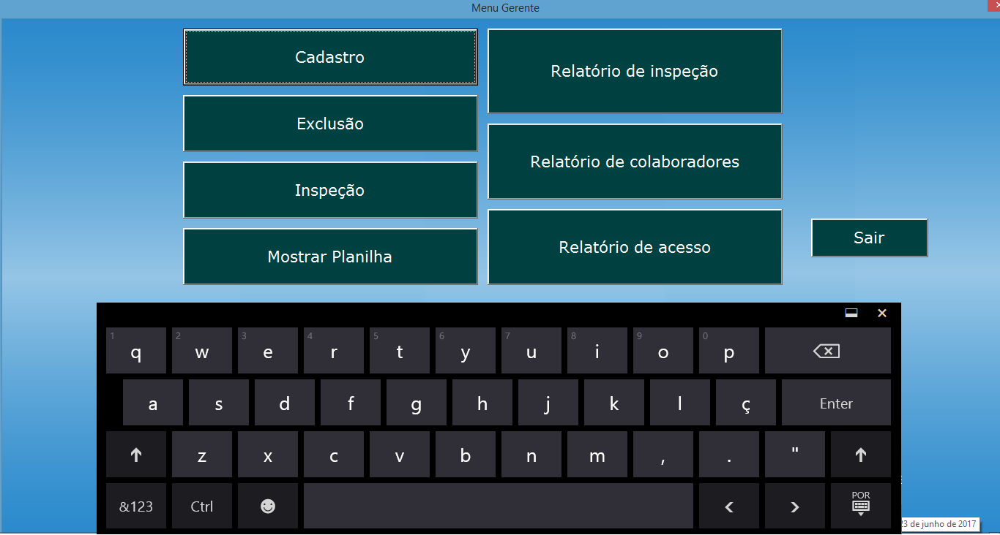 Menu Gerente
Cadastro
Exclusão
Inspeção
Mostrar Planilha
Relatório de inspeção
Relatório de colaboradores
Relatório de acesso
Sair
1 2 3 4 5 6 7 8 9 0
q w e r t y u i o p
a s d f g h j k l ç Enter
z x c v b n m , . "
&123 Ctrl < > POR
23 de junho de 2017